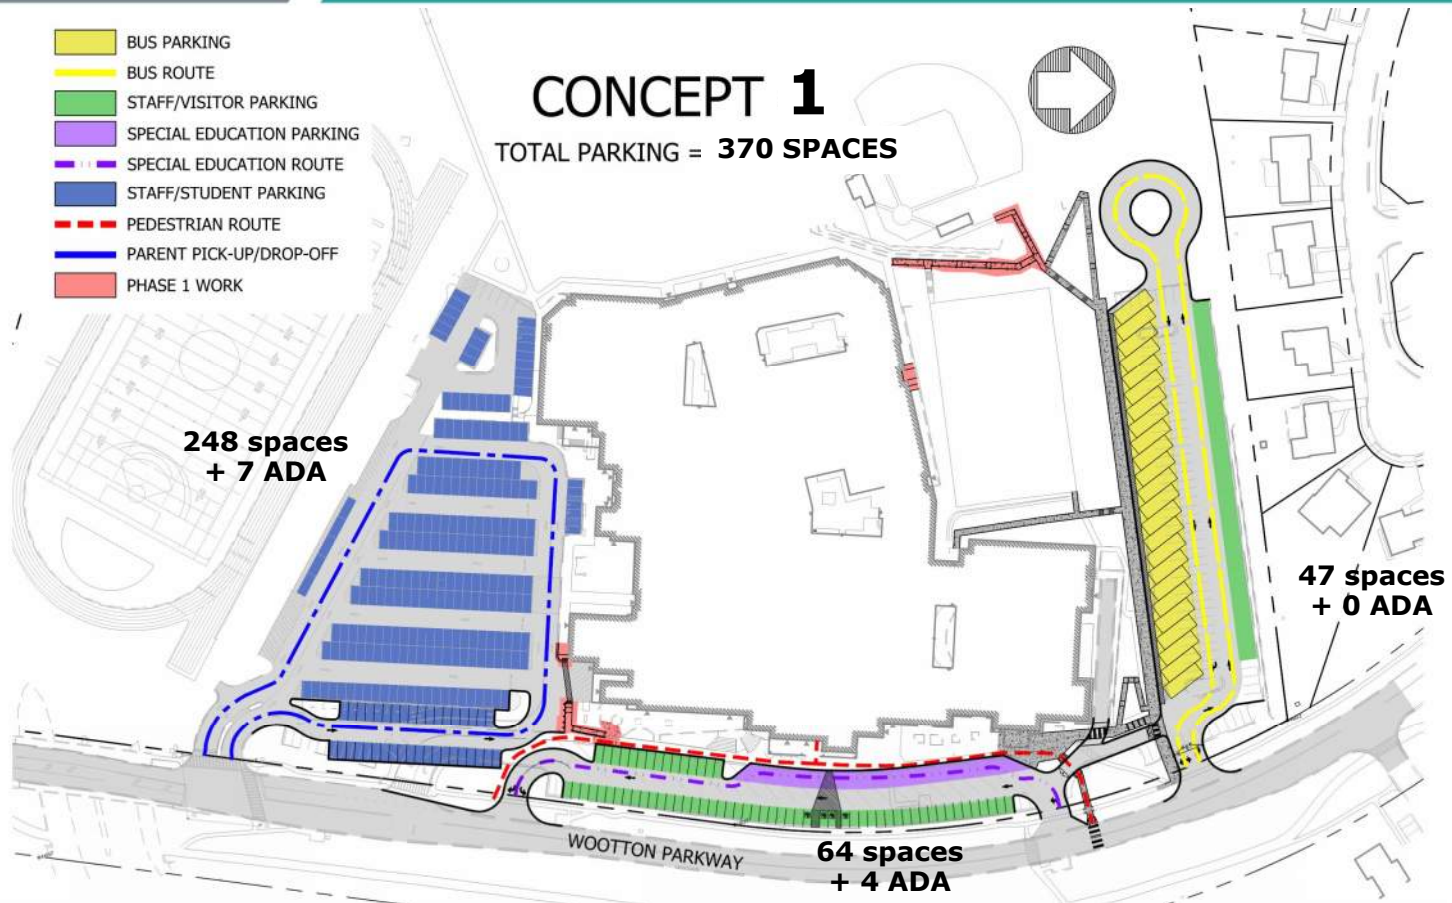 BUS PARKING
BUS ROUTE
STAFF/VISITOR PARKING
SPECIAL EDUCATION PARKING
SPECIAL EDUCATION ROUTE
STAFF/STUDENT PARKING
PEDESTRIAN ROUTE
PARENT PICK-UP/DROP-OFF
PHASE 1 WORK
CONCEPT 1
TOTAL PARKING = 370 SPACES
248 spaces
+ 7 ADA
47 spaces
+ 0 ADA
WOOTTON PARKWAY
64 spaces
+ 4 ADA